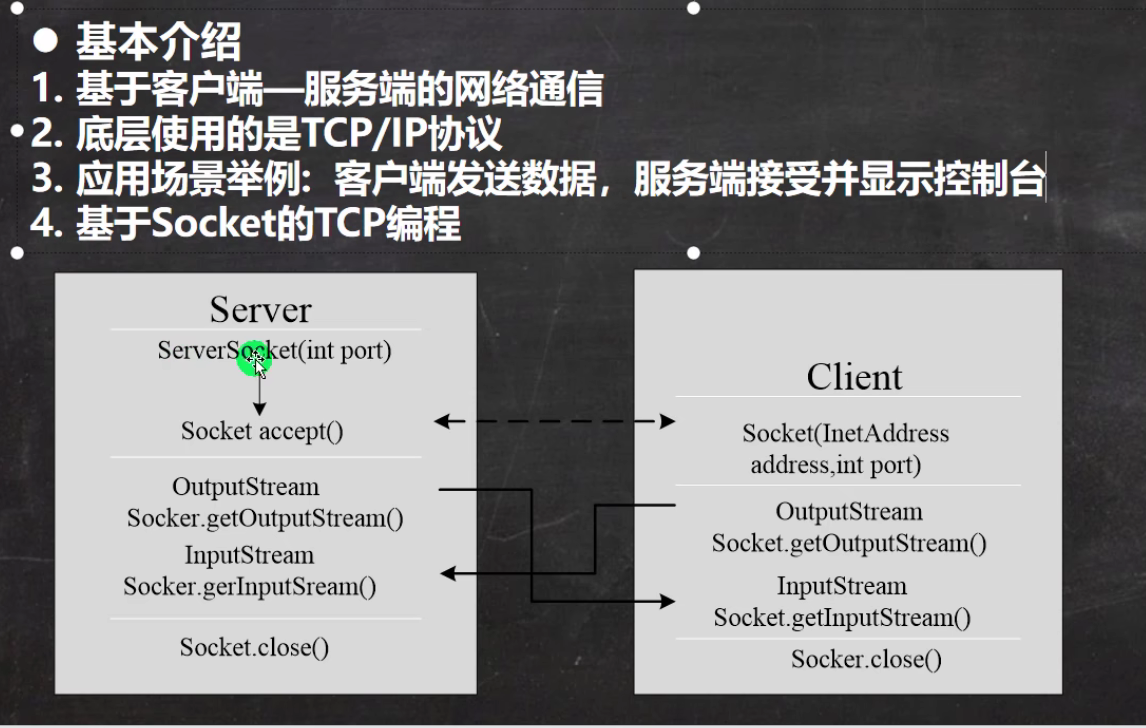 ● 基本介绍
1. 基于客户端—服务端的网络通信
2. 底层使用的是TCP/IP协议
3. 应用场景举例：客户端发送数据，服务端接受并显示控制台
4. 基于Socket的TCP编程
Server
ServerSocket(int port)
Socket accept()
OutputStream
Socker.getOutputStream()
InputStream
Socker.gerInputSream()
Socket.close()
Client
Socket(InetAddress
address,int port)
OutputStream
Socket.getOutputStream()
InputStream
Socket.getInputStream()
Socker.close()